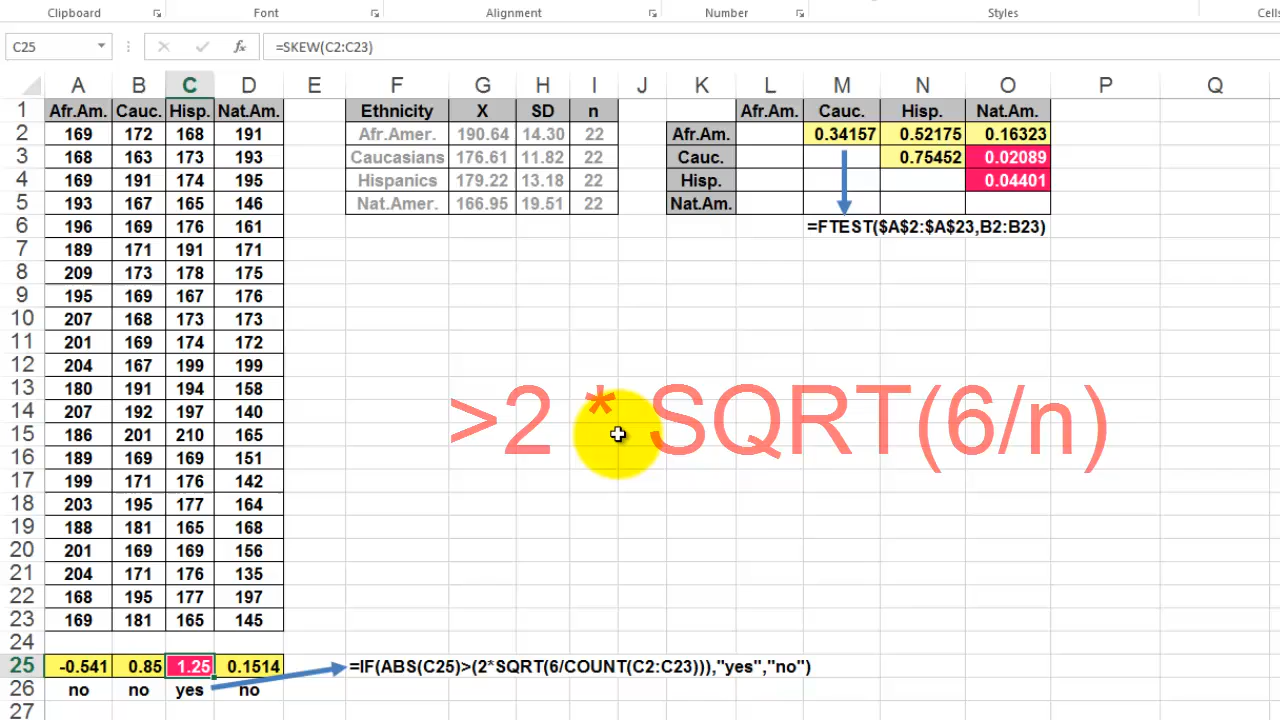 Clipboard Font Alignment Number Styles Cells
C25 fx =SKEW(C2:C23)
A B C D E F G H I J K L M N O P Q
1 Afr.Am. Cauc. Hisp. Nat.Am. Ethnicity X SD n Afr.Am. Cauc. Hisp. Nat.Am.
2 169 172 168 191 Afr.Amer. 190.64 14.30 22 Afr.Am. 0.34157 0.52175 0.16323
3 168 163 173 193 Caucasians 176.61 11.82 22 Cauc. 0.75452 0.02089
4 169 191 174 195 Hispanics 179.22 13.18 22 Hisp. 0.04401
5 193 167 165 146 Nat.Amer. 166.95 19.51 22 Nat.Am.
6 196 169 176 161 =FTEST($A$2:$A$23,B2:B23)
7 189 171 191 171
8 209 173 178 175
9 195 169 167 176
10 207 168 173 173
11 201 169 174 172
12 204 167 199 199
13 180 191 194 158
14 207 192 197 140
>2 * SQRT(6/n)
15 186 201 210 165
16 189 169 169 151
17 199 171 176 142
18 203 195 177 164
19 188 181 165 168
20 201 169 169 156
21 204 171 176 135
22 168 195 177 197
23 169 181 165 145
24
25 -0.541 0.85 1.25 0.1514 =IF(ABS(C25)>(2*SQRT(6/COUNT(C2:C23))),"yes","no")
26 no no yes no
27